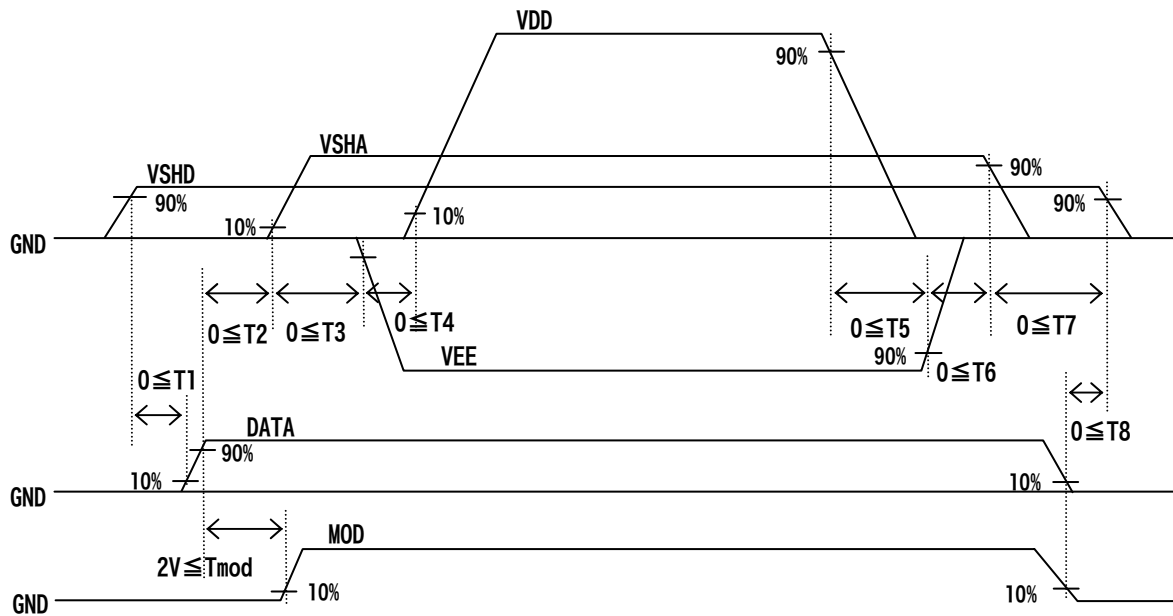 VDD
90%
VSHA
VSHD
90%
90%
10%
10%
90%
GND
0≦T2
0≦T3
0≦T4
0≦T5
0≦T7
VEE
90%
0≦T6
0≦T1
DATA
0≦T8
90%
10%
10%
GND
MOD
2V≦Tmod
10%
10%
GND